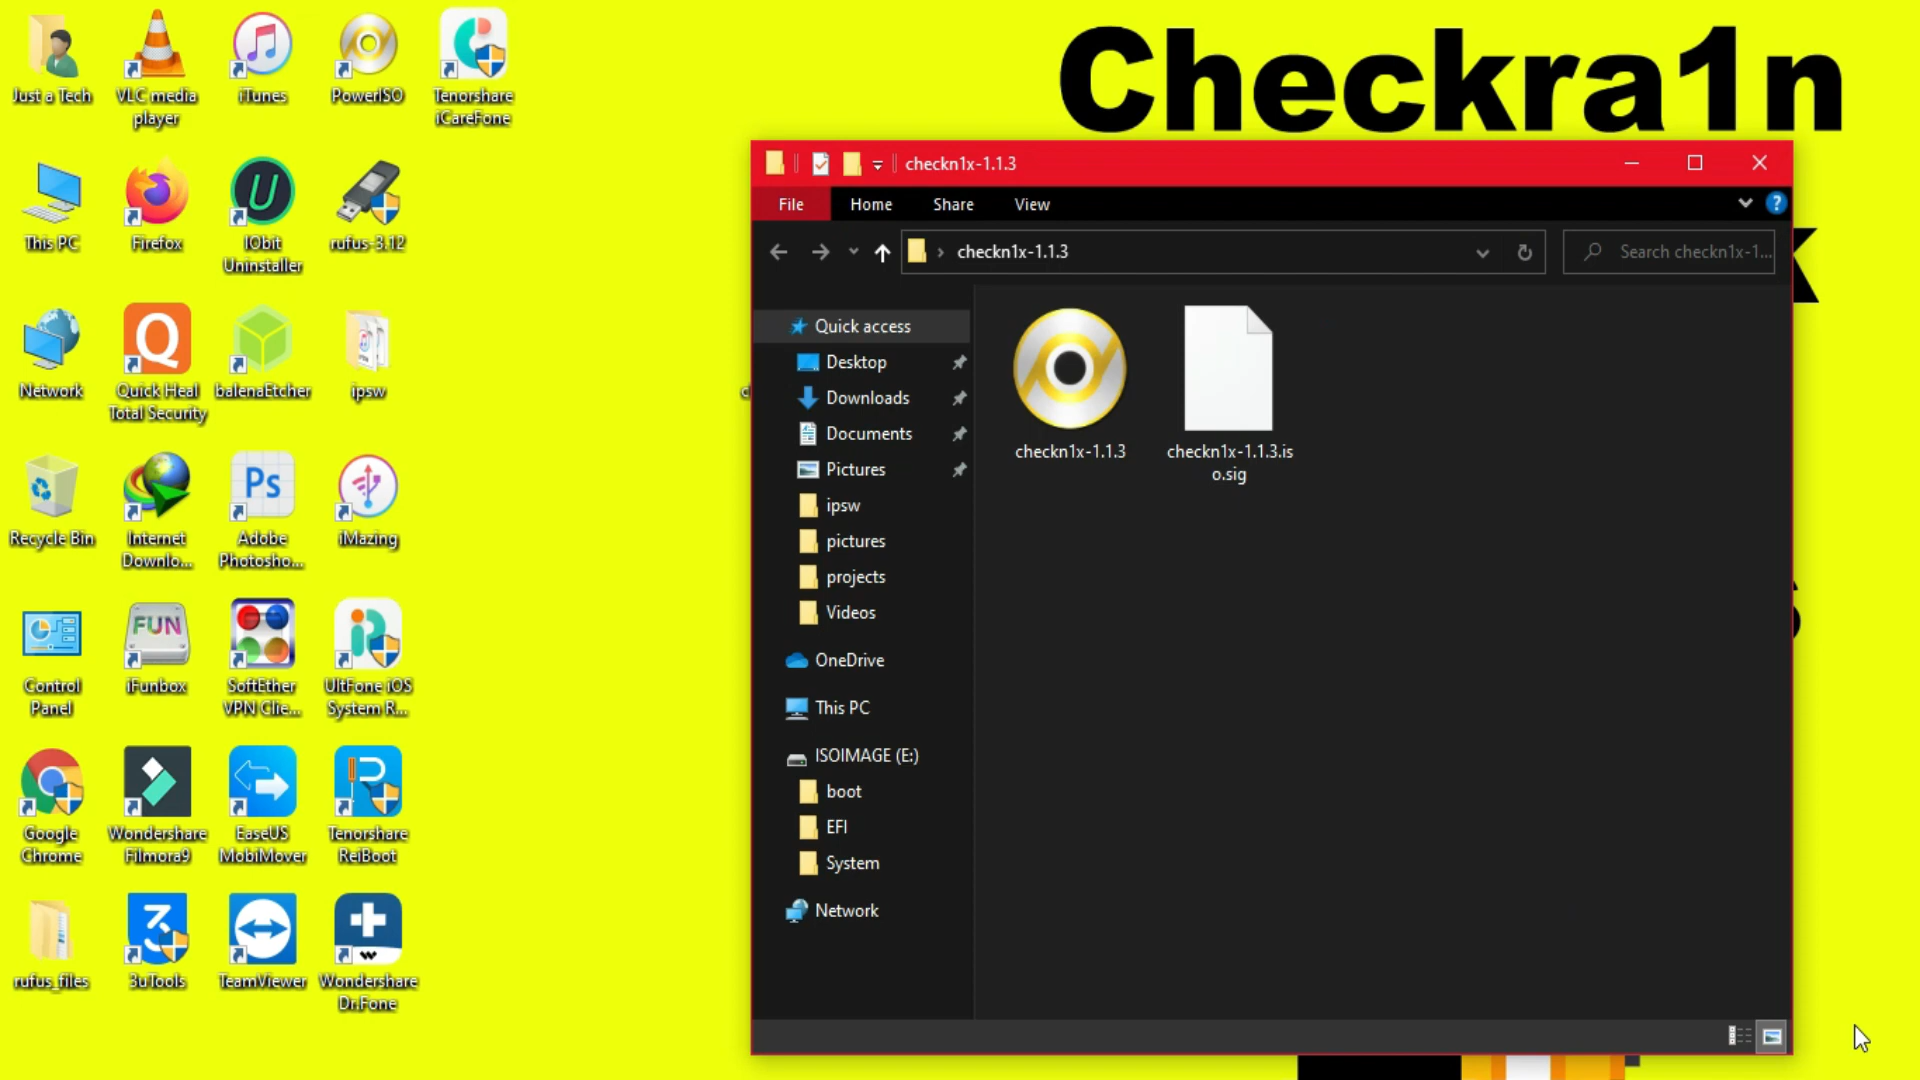 Checkra1n
Just a Tech
VLC media
player
iTunes
PowerISO
Tenorshare
iCareFone
This PC
Firefox
IObit
Uninstaller
rufus-3.12
Network
Quick Heal
Total Security
balenaEtcher
ipsw
Recycle Bin
Internet
Downlo...
Adobe
Photosho...
Ps
iMazing
Control
Panel
FUN
iFunbox
SoftEther
VPN Clie...
UltFone iOS
System R...
Google
Chrome
Wondershare
Filmora9
EaseUS
MobiMover
Tenorshare
ReiBoot
rufus_files
3uTools
TeamViewer
Wondershare
Dr.Fone
checkn1x-1.1.3
File
Home
Share
View
?
checkn1x-1.1.3
Search checkn1x-1...
Quick access
Desktop
Downloads
Documents
Pictures
ipsw
pictures
projects
Videos
OneDrive
This PC
ISOIMAGE (E:)
boot
EFI
System
Network
checkn1x-1.1.3
checkn1x-1.1.3.is
o.sig